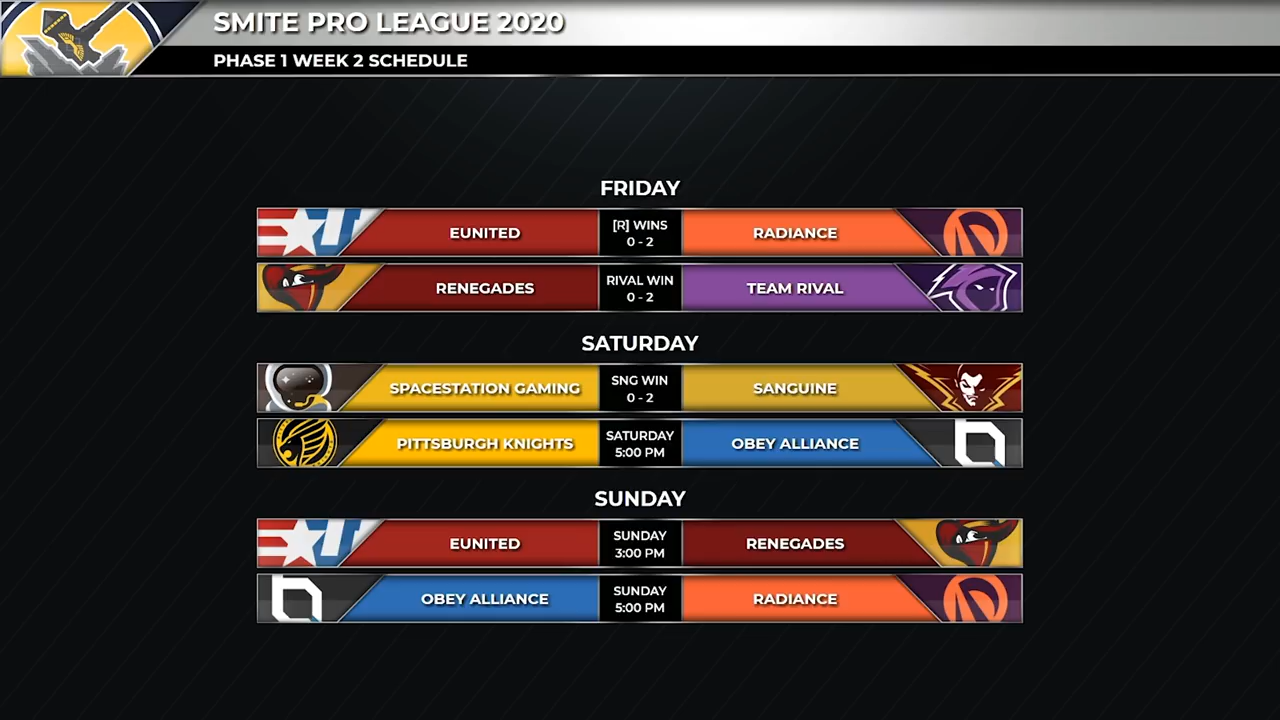 SMITE PRO LEAGUE 2020
PHASE 1 WEEK 2 SCHEDULE
FRIDAY
EUNITED
[R] WINS
0 - 2
RADIANCE
RENEGADES
RIVAL WIN
0 - 2
TEAM RIVAL
SATURDAY
SPACESTATION GAMING
SNG WIN
0 - 2
SANGUINE
PITTSBURGH KNIGHTS
SATURDAY
5:00 PM
OBEY ALLIANCE
SUNDAY
EUNITED
SUNDAY
3:00 PM
RENEGADES
OBEY ALLIANCE
SUNDAY
5:00 PM
RADIANCE